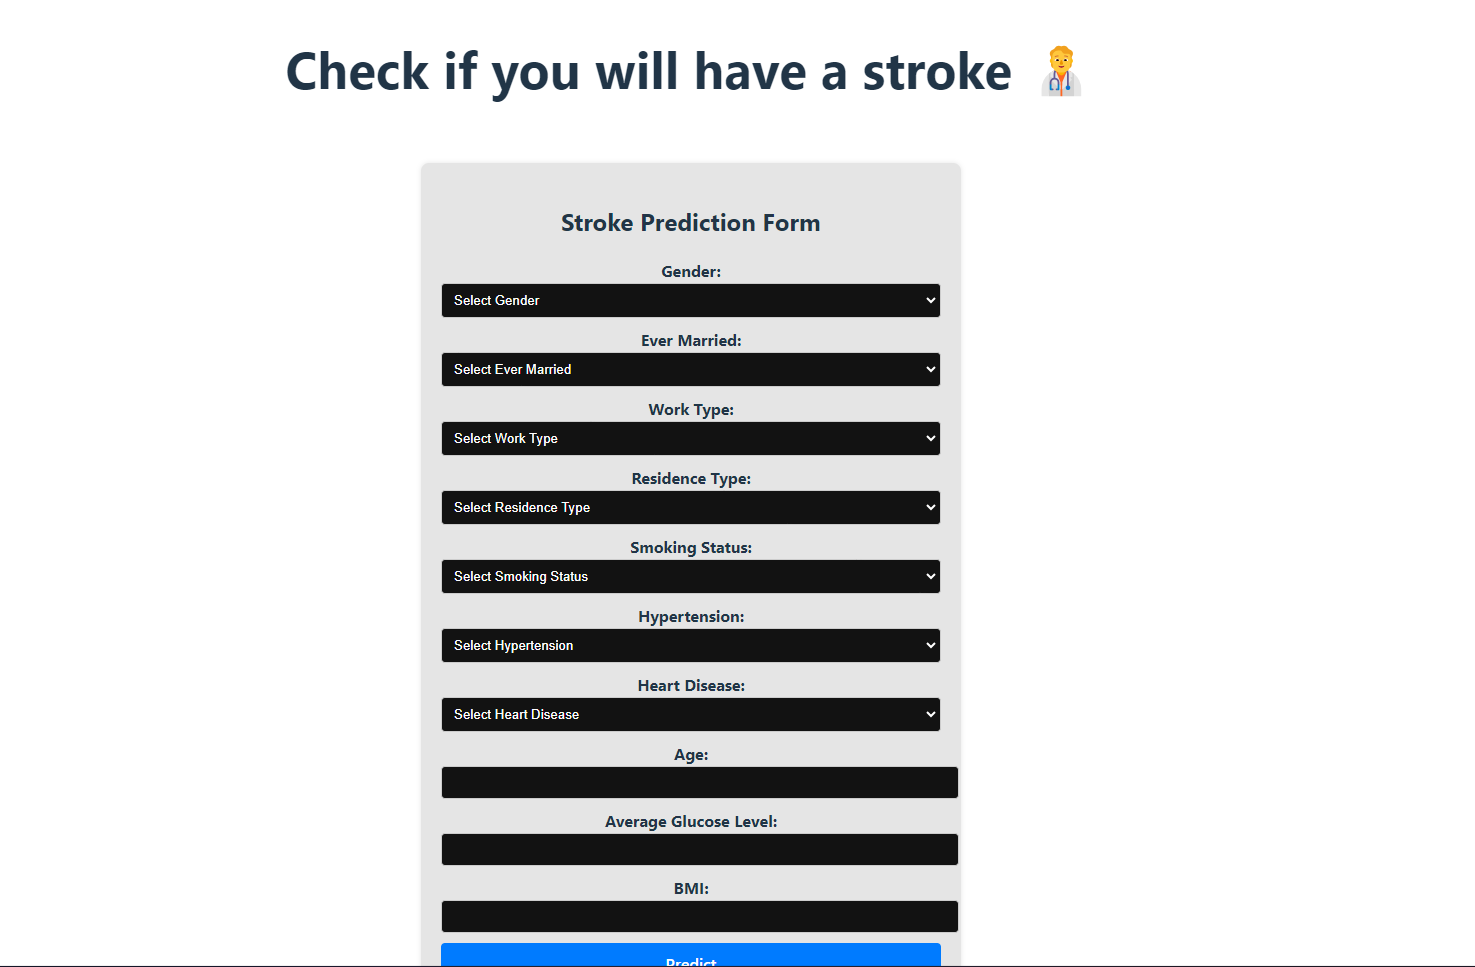 Check if you will have a stroke 🧑‍⚕️
Stroke Prediction Form
Gender:
Select Gender
Ever Married:
Select Ever Married
Work Type:
Select Work Type
Residence Type:
Select Residence Type
Smoking Status:
Select Smoking Status
Hypertension:
Select Hypertension
Heart Disease:
Select Heart Disease
Age:
Average Glucose Level:
BMI:
Predict